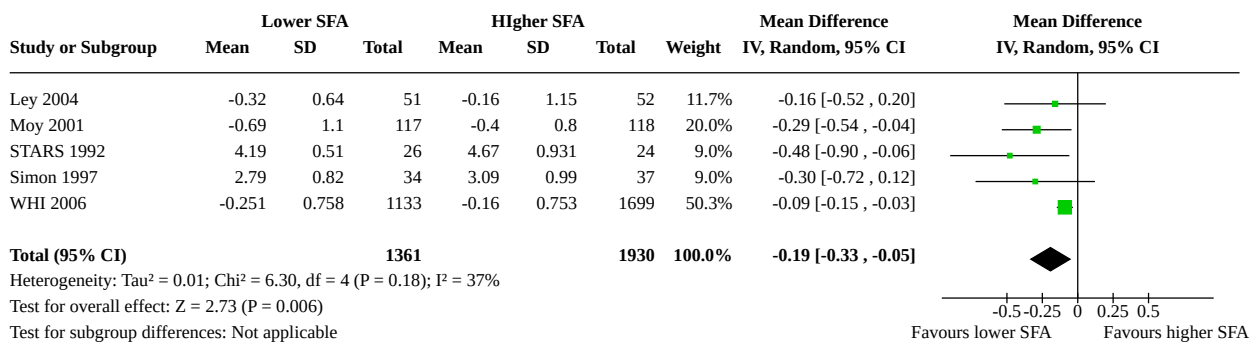 Lower SFA HIgher SFA Mean Difference Mean Difference
Study or Subgroup Mean SD Total Mean SD Total Weight IV, Random, 95% CI IV, Random, 95% CI
Ley 2004 -0.32 0.64 51 -0.16 1.15 52 11.7% -0.16 [-0.52 , 0.20]
Moy 2001 -0.69 1.1 117 -0.4 0.8 118 20.0% -0.29 [-0.54 , -0.04]
STARS 1992 4.19 0.51 26 4.67 0.931 24 9.0% -0.48 [-0.90 , -0.06]
Simon 1997 2.79 0.82 34 3.09 0.99 37 9.0% -0.30 [-0.72 , 0.12]
WHI 2006 -0.251 0.758 1133 -0.16 0.753 1699 50.3% -0.09 [-0.15 , -0.03]
Total (95% CI) 1361 1930 100.0% -0.19 [-0.33 , -0.05]
Heterogeneity: Tau² = 0.01; Chi² = 6.30, df = 4 (P = 0.18); I² = 37%
Test for overall effect: Z = 2.73 (P = 0.006) -0.5 -0.25 0 0.25 0.5
Test for subgroup differences: Not applicable Favours lower SFA Favours higher SFA